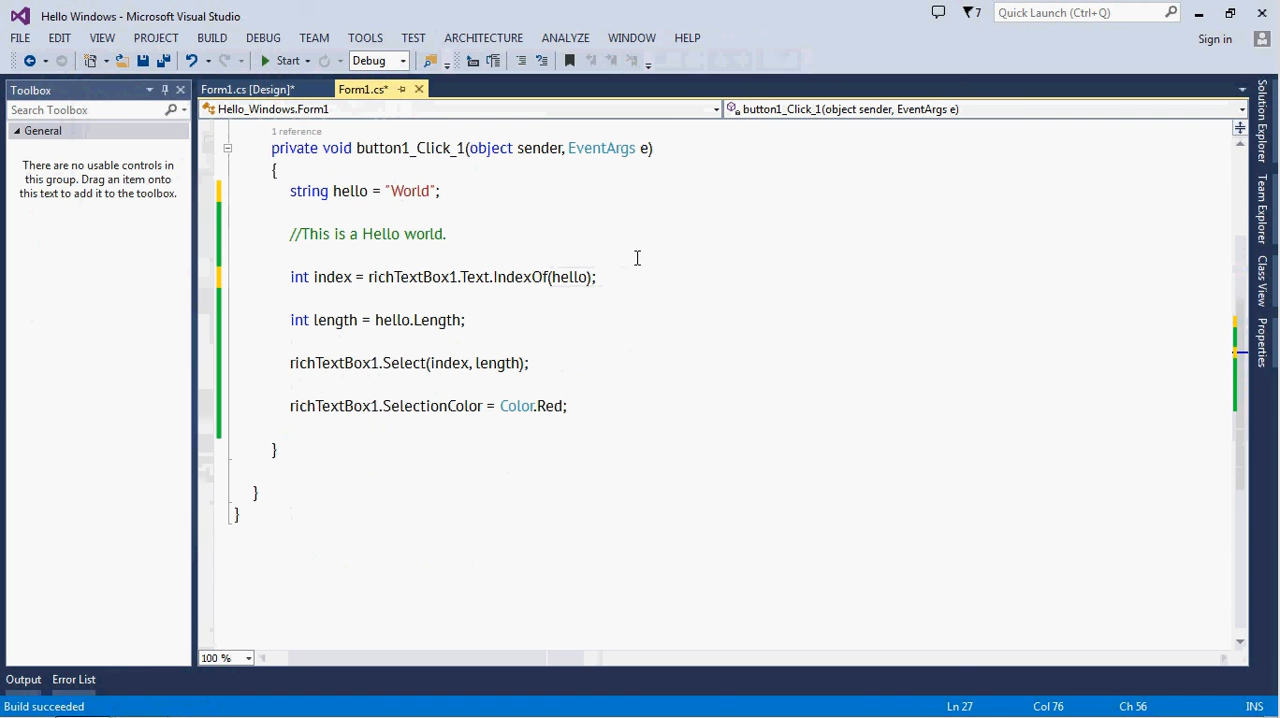 Hello Windows - Microsoft Visual Studio
7
Quick Launch (Ctrl+Q)
FILE EDIT VIEW PROJECT BUILD DEBUG TEAM TOOLS TEST ARCHITECTURE ANALYZE WINDOW HELP
Sign in
Start
Debug
Toolbox
Form1.cs [Design]*
Form1.cs*
Search Toolbox
Hello_Windows.Form1
button1_Click_1(object sender, EventArgs e)
General
There are no usable controls in
this group. Drag an item onto
this text to add it to the toolbox.
1 reference
private void button1_Click_1(object sender, EventArgs e)
{
string hello = "World";
//This is a Hello world.
int index = richTextBox1.Text.IndexOf(hello);
int length = hello.Length;
richTextBox1.Select(index, length);
richTextBox1.SelectionColor = Color.Red;
}
}
}
Solution Explorer
Team Explorer
Class View
Properties
100 %
Output
Error List
Build succeeded
Ln 27
Col 76
Ch 56
INS